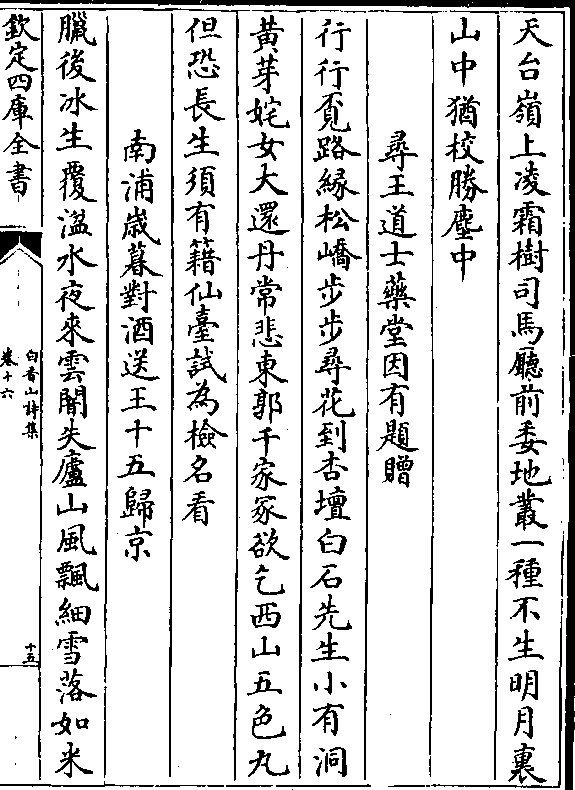 天台嶺上凌霜樹司馬廳前委地叢一種不生明月裏
山中猶校勝塵中
尋王道士藥堂因有題贈
行行覓路緣松嶠步步尋花到杏壇白石先生小有洞
黃芽姹女大還丹常悲東郭千家冢欲乞西山五色丸
但恐長生須有籍仙臺試為檢名看
南浦嵗暮對酒送王十五歸京
臘後冰生覆湓水夜來雲闇失廬山風飄細雪落如米
欽定四庫全書
白香山詩集
卷十六
十五